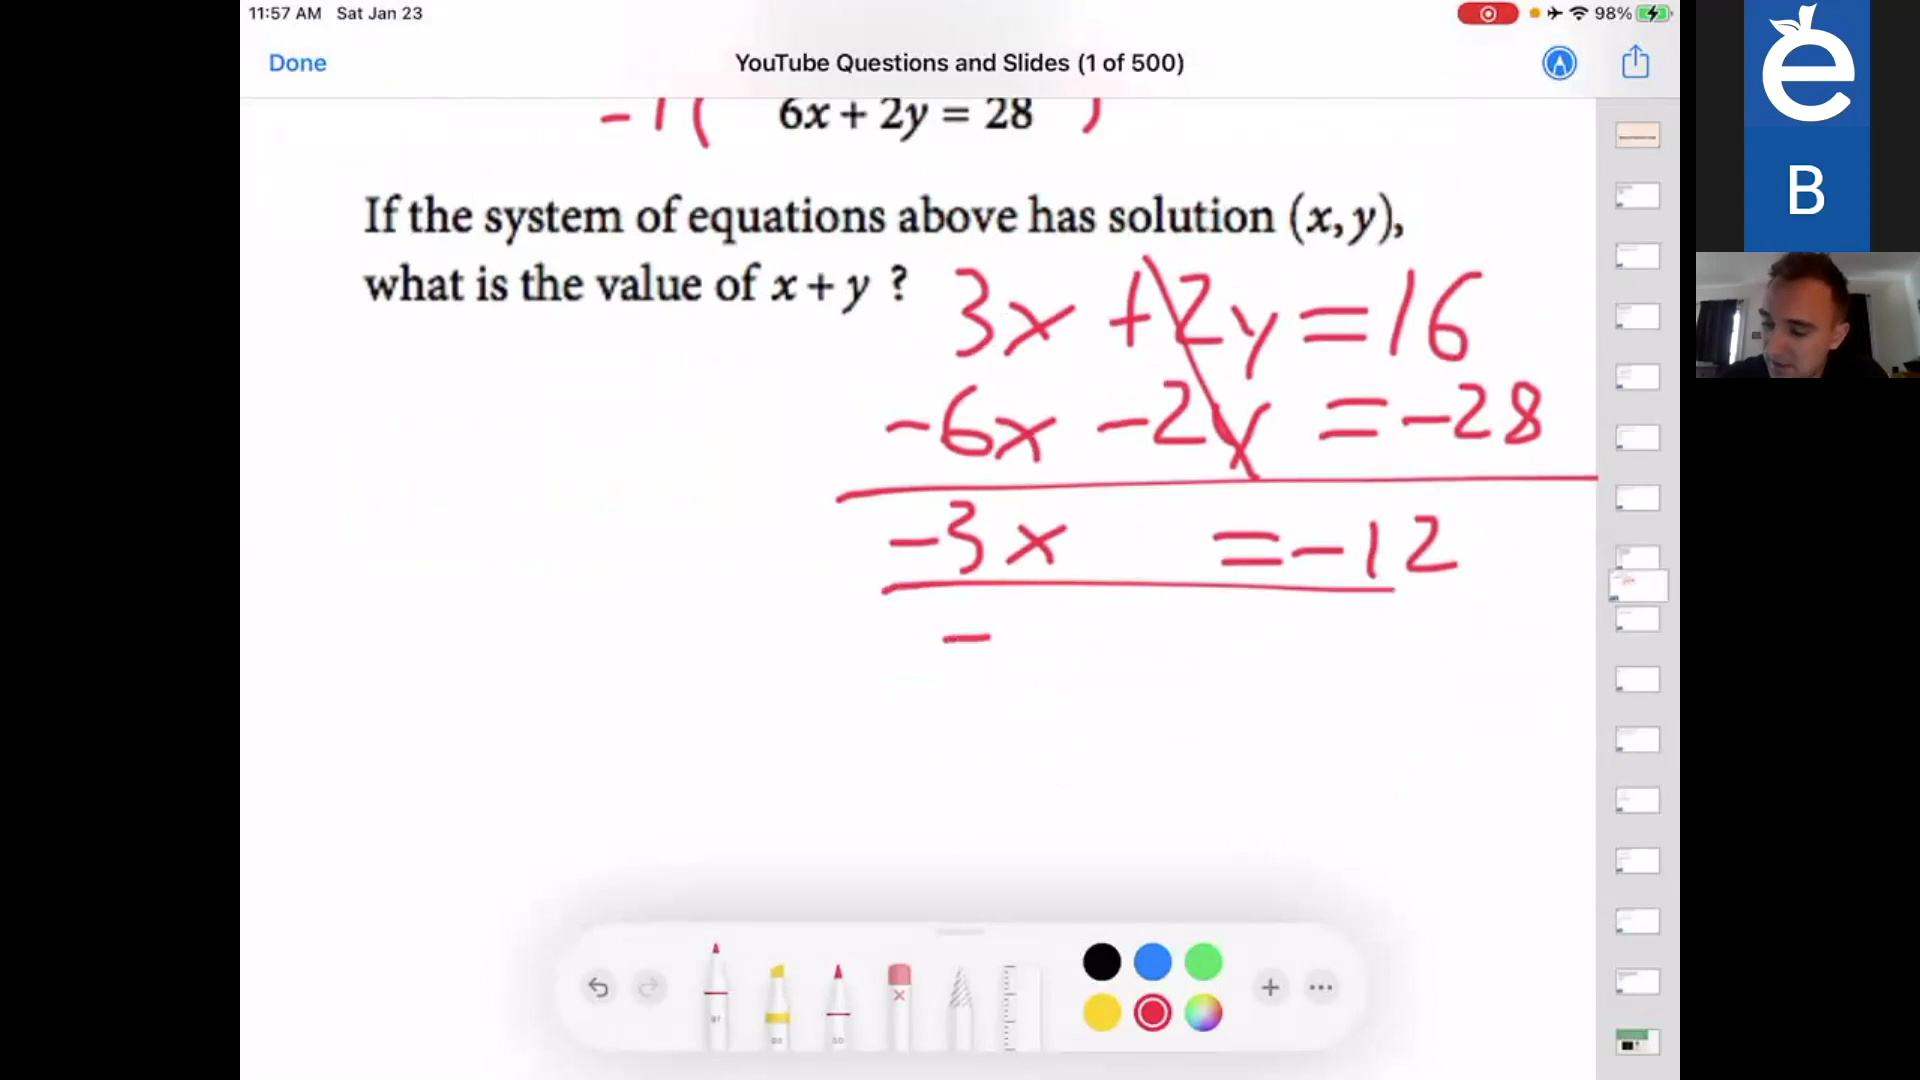 11:57 AM Sat Jan 23
98%
Done
YouTube Questions and Slides (1 of 500)
-1( 6x + 2y = 28 )
If the system of equations above has solution (x, y),
what is the value of x + y ?
3x +2y=16
-6x -2y =-28
-3x =-12
-
e
B